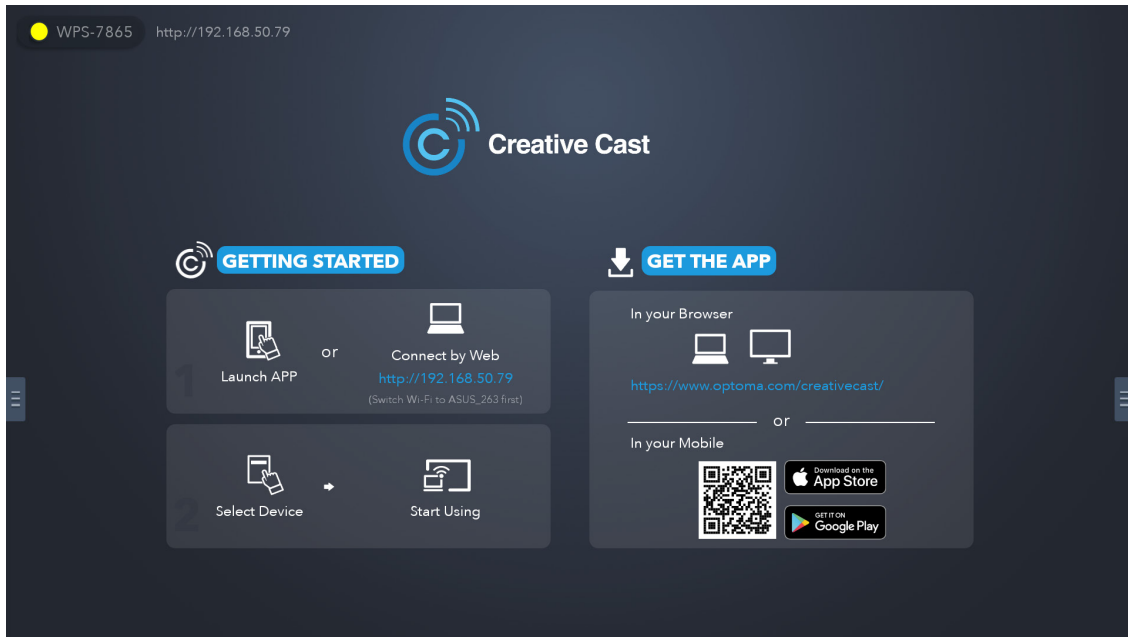 WPS-7865 http://192.168.50.79
Creative Cast
GETTING STARTED
1
Launch APP
or
Connect by Web
http://192.168.50.79
(Switch Wi-Fi to ASUS_263 first)
2
Select Device
Start Using
GET THE APP
In your Browser
https://www.optoma.com/creativecast/
or
In your Mobile
Download on the
App Store
GET IT ON
Google Play